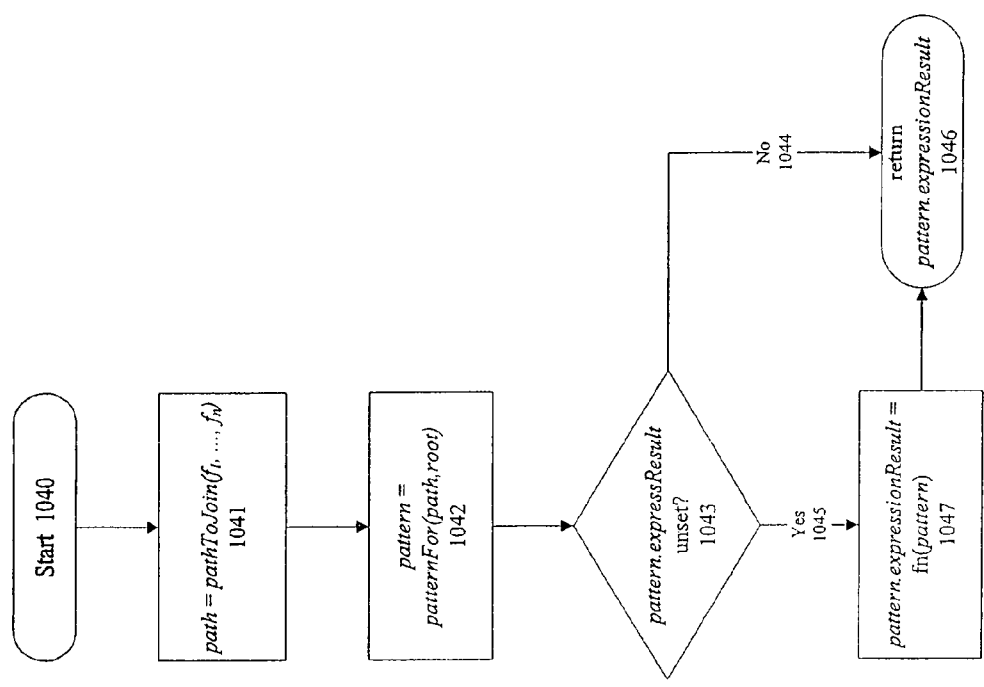 Start 1040
path = pathToJoin(f₁, ..., fₙ)
1041
pattern =
patternFor(path,root)
1042
pattern.expressResult
unset?
1043
No
1044
Yes
1045
return
pattern.expressionResult
1046
pattern.expressionResult =
fn(pattern)
1047